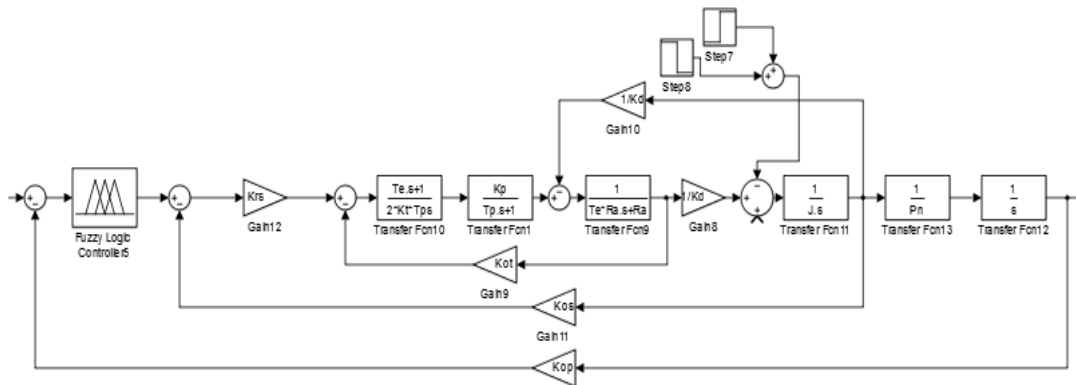 Step7
Step8
1/Kd
Gain10
Fuzzy Logic
Controller5
Krs
Gain12
Te.s+1
2*Kt*Tps
Transfer Fcn10
Kp
Tp.s+1
Transfer Fcn1
1
Te*Ra.s+Ra
Transfer Fcn9
1/Kd
Gain8
1
J.s
Transfer Fcn11
1
Pn
Transfer Fcn13
1
s
Transfer Fcn12
Kot
Gain9
Kos
Gain11
Kop